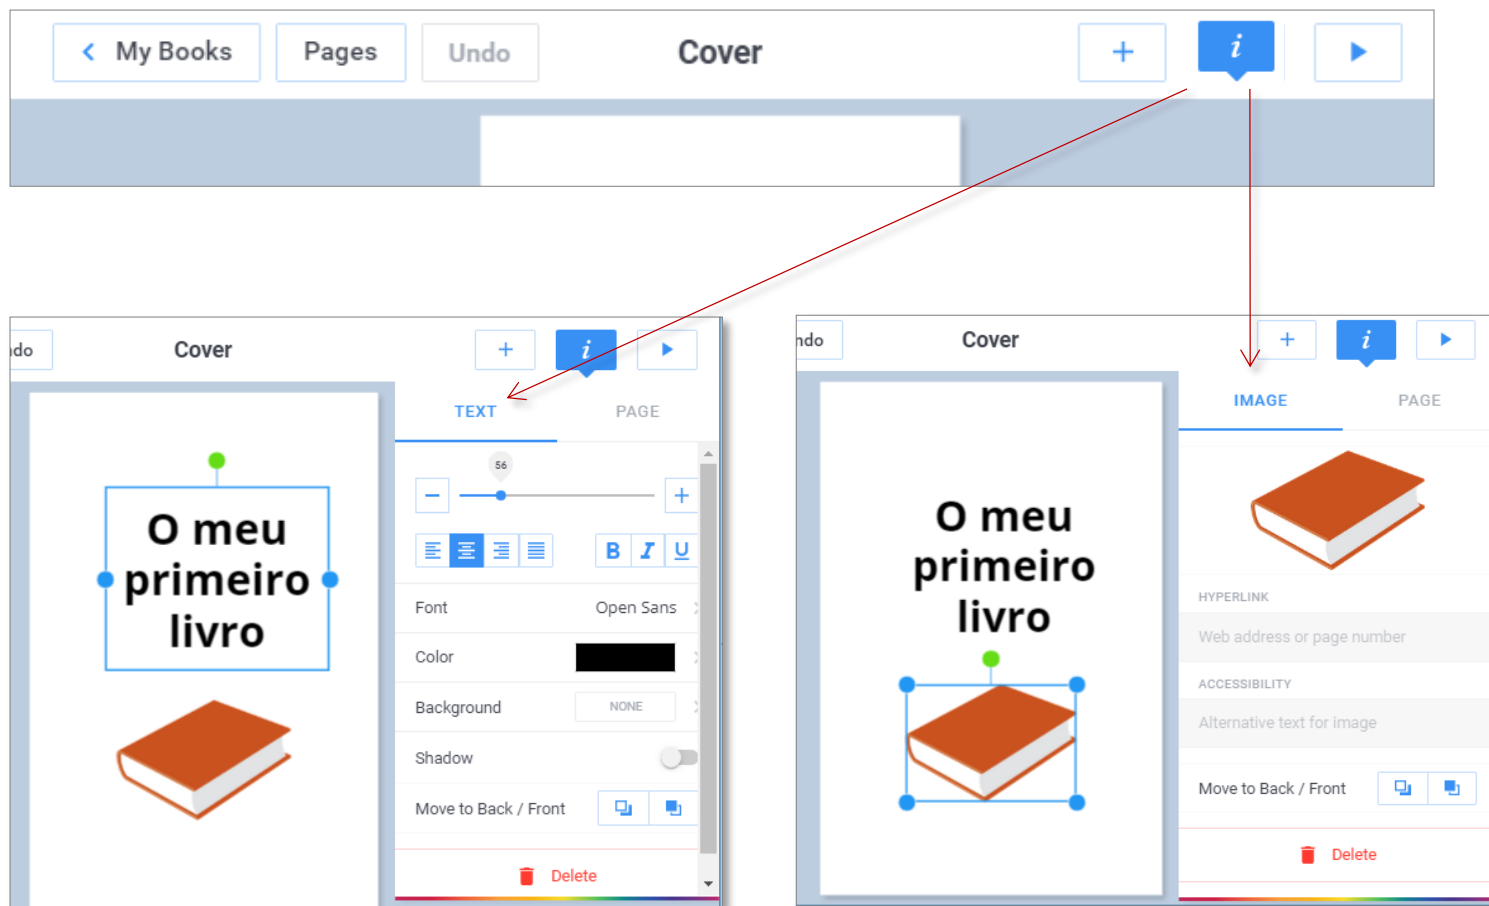 My Books
Pages
Undo
Cover
i
do
Cover
i
TEXT
PAGE
56
B I U
Font
Open Sans
Color
Background
NONE
Shadow
Move to Back / Front
Delete
O meu
primeiro
livro
ndo
Cover
i
IMAGE
PAGE
HYPERLINK
Web address or page number
ACCESSIBILITY
Alternative text for image
Move to Back / Front
Delete
O meu
primeiro
livro